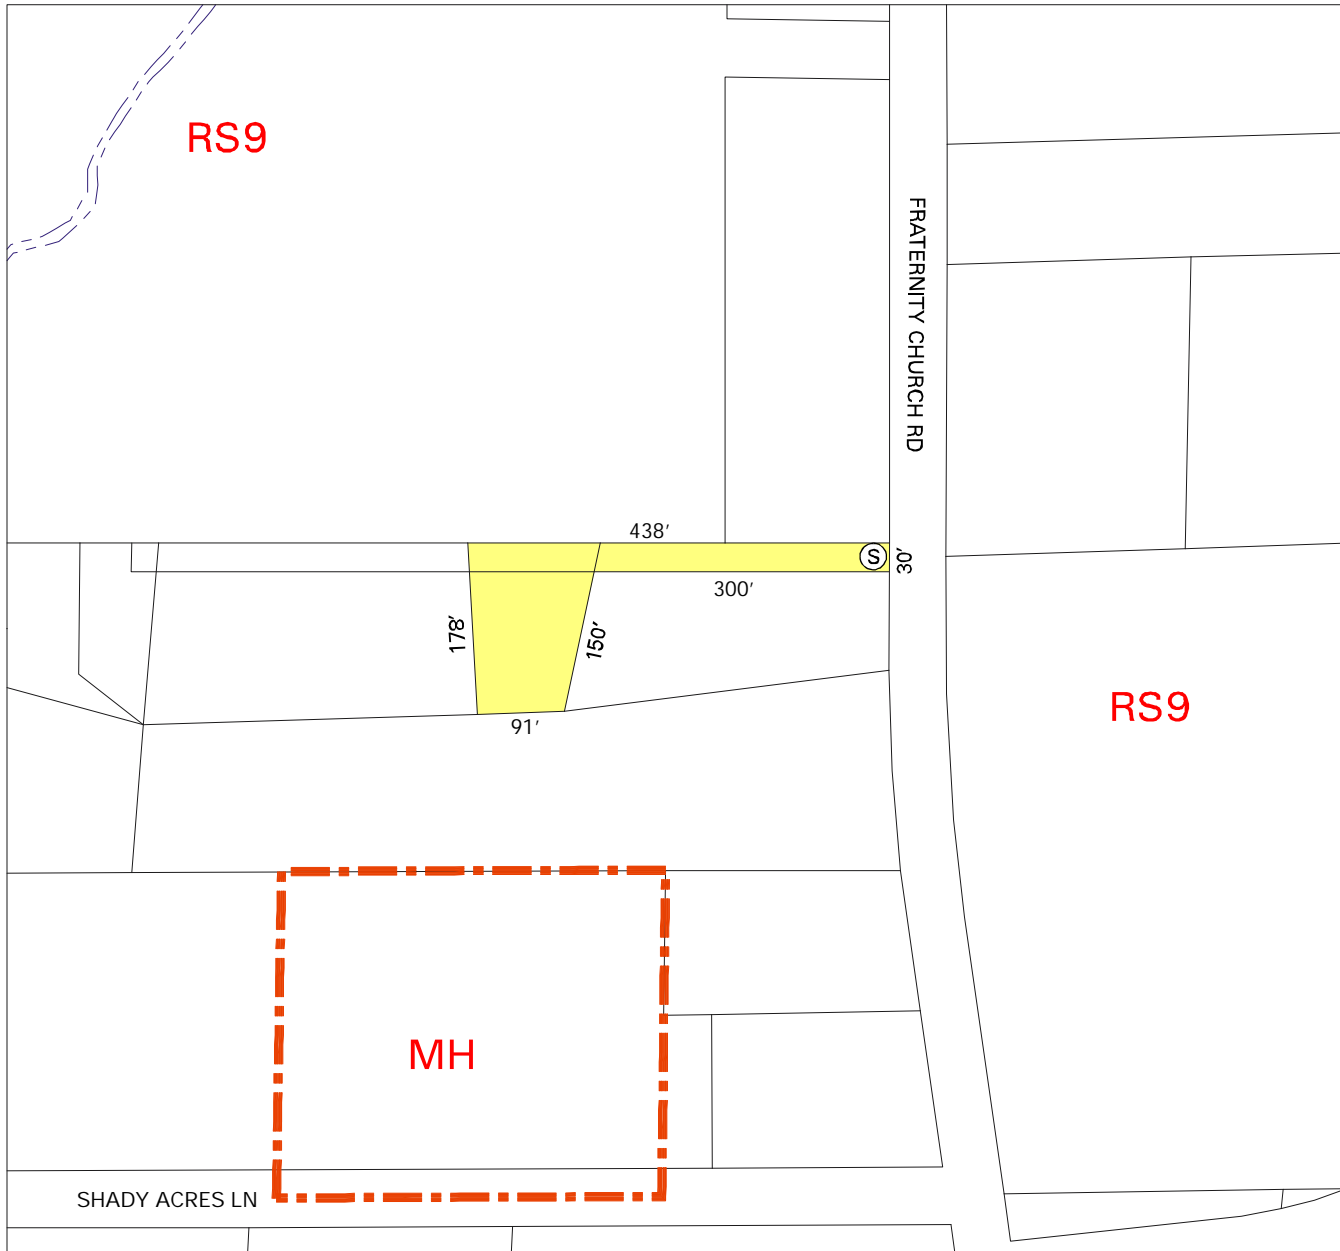 RS9
FRATERNITY CHURCH RD
438'
S
30'
300'
178'
150'
91'
RS9
MH
SHADY ACRES LN